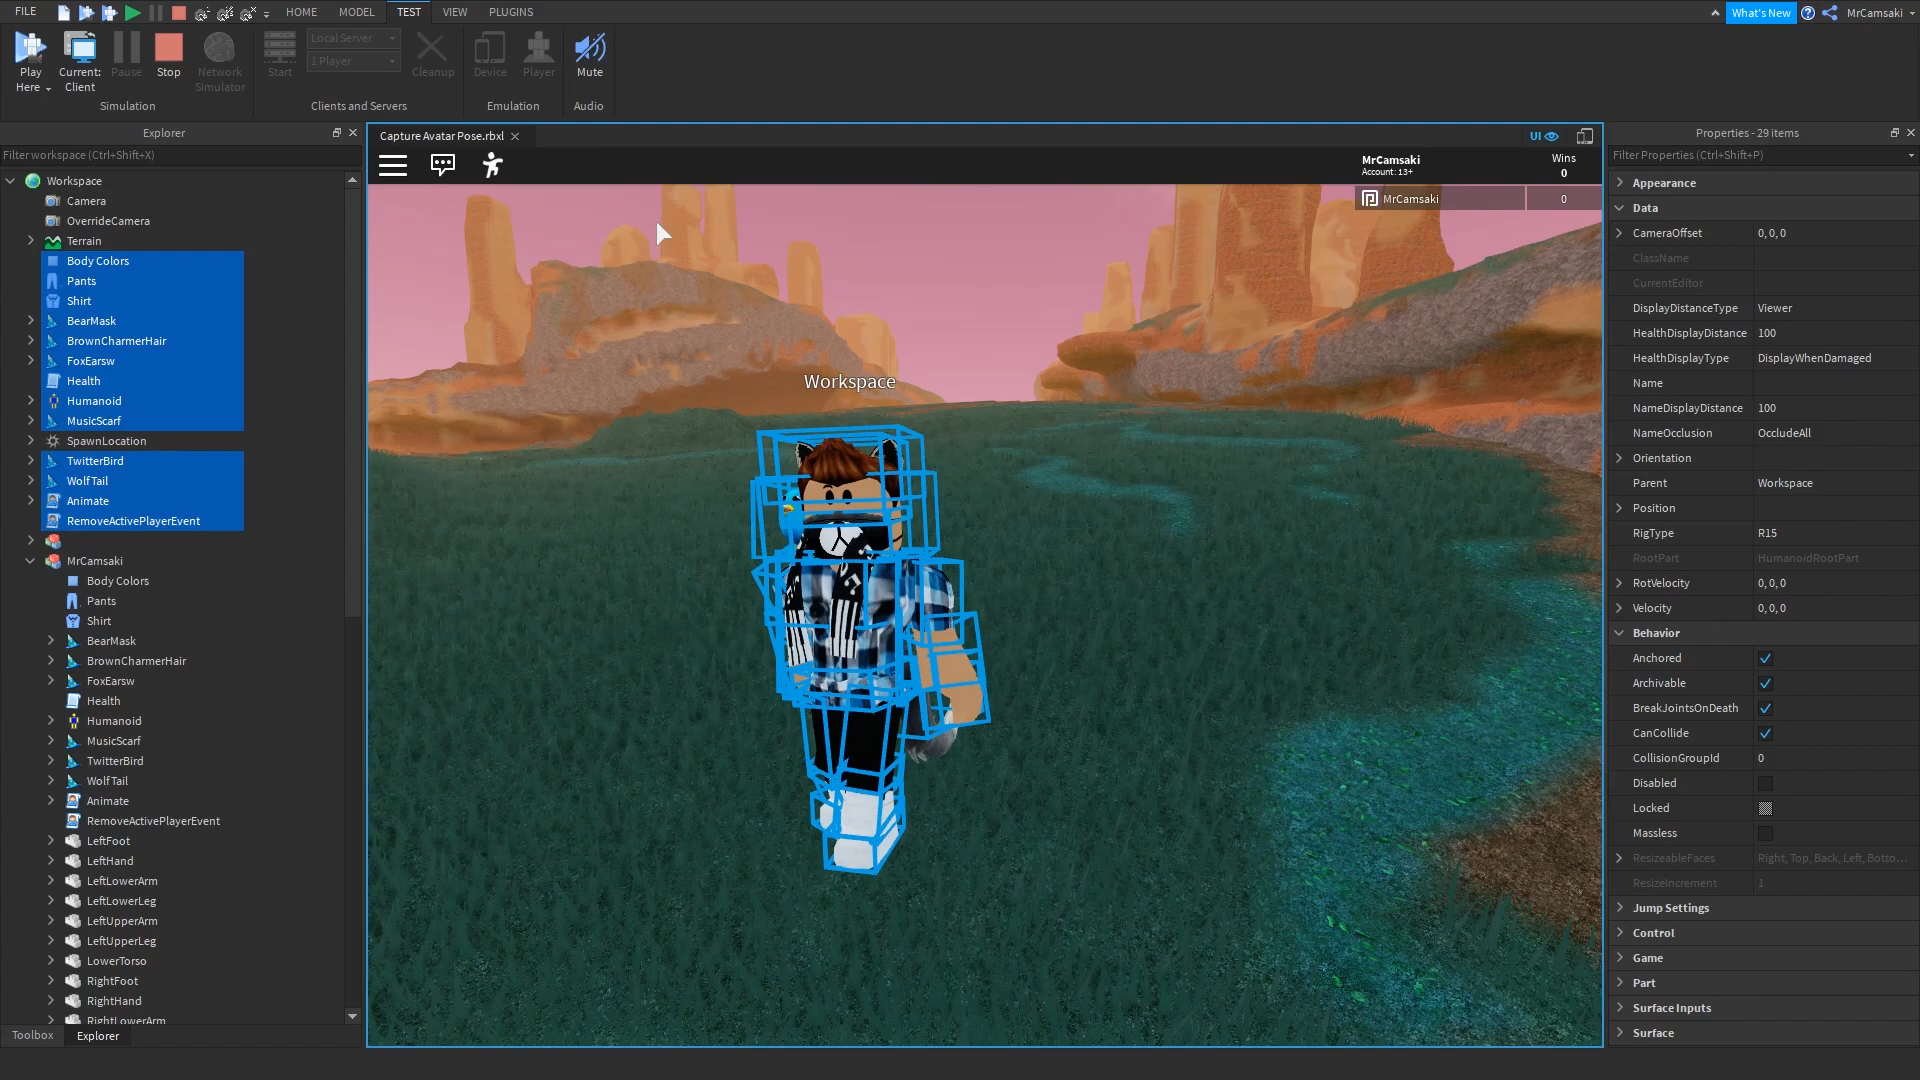 FILE
HOME
MODEL
TEST
VIEW
PLUGINS
What's New
MrCamsaki
Play Here
Current: Client
Pause
Stop
Network Simulator
Simulation
Start
Local Server
1 Player
Cleanup
Clients and Servers
Device
Player
Emulation
Mute
Audio
Explorer
Filter workspace (Ctrl+Shift+X)
Workspace
Camera
OverrideCamera
Terrain
Body Colors
Pants
Shirt
BearMask
BrownCharmerHair
FoxEarsw
Health
Humanoid
MusicScarf
SpawnLocation
TwitterBird
WolfTail
Animate
RemoveActivePlayerEvent
MrCamsaki
Body Colors
Pants
Shirt
BearMask
BrownCharmerHair
FoxEarsw
Health
Humanoid
MusicScarf
TwitterBird
WolfTail
Animate
RemoveActivePlayerEvent
LeftFoot
LeftHand
LeftLowerArm
LeftLowerLeg
LeftUpperArm
LeftUpperLeg
LowerTorso
RightFoot
RightHand
RightLowerArm
Toolbox
Explorer
Capture Avatar Pose.rbxl
UI
MrCamsaki
Account: 13+
Wins
0
MrCamsaki
0
Workspace
Properties - 29 items
Filter Properties (Ctrl+Shift+P)
Appearance
Data
CameraOffset 0, 0, 0
ClassName
CurrentEditor
DisplayDistanceType Viewer
HealthDisplayDistance 100
HealthDisplayType DisplayWhenDamaged
Name
NameDisplayDistance 100
NameOcclusion OccludeAll
Orientation
Parent Workspace
Position
RigType R15
RootPart HumanoidRootPart
RotVelocity 0, 0, 0
Velocity 0, 0, 0
Behavior
Anchored
Archivable
BreakJointsOnDeath
CanCollide
CollisionGroupId 0
Disabled
Locked
Massless
ResizeableFaces Right, Top, Back, Left, Botto...
ResizeIncrement 1
Jump Settings
Control
Game
Part
Surface Inputs
Surface